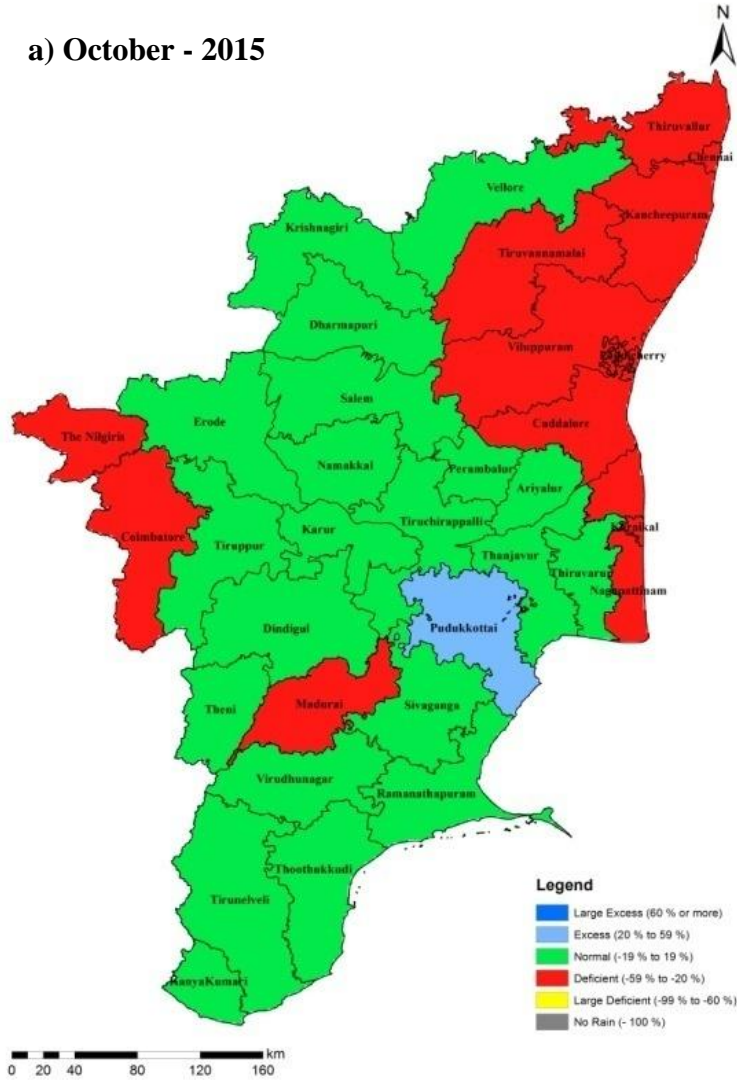 a) October - 2015
N
Thiruvallur
Chennai
Vellore
Kancheepuram
Krishnagiri
Tiruvannamalai
Dharmapuri
Viluppuram
Salem
Erode
Cuddalore
The Nilgiris
Namakkal
Perambalur
Ariyalur
Tiruchirappalli
Karur
Karaikal
Coimbatore
Tiruppur
Thanjavur
Thiruvarur
Nagapattinam
Dindigul
Pudukkottai
Theni
Madurai
Sivaganga
Virudhunagar
Ramanathapuram
Thoothukkudi
Tirunelveli
KanyaKumari
Legend
Large Excess (60 % or more)
Excess (20 % to 59 %)
Normal (-19 % to 19 %)
Deficient (-59 % to -20 %)
Large Deficient (-99 % to -60 %)
No Rain (- 100 %)
km
0 20 40 80 120 160